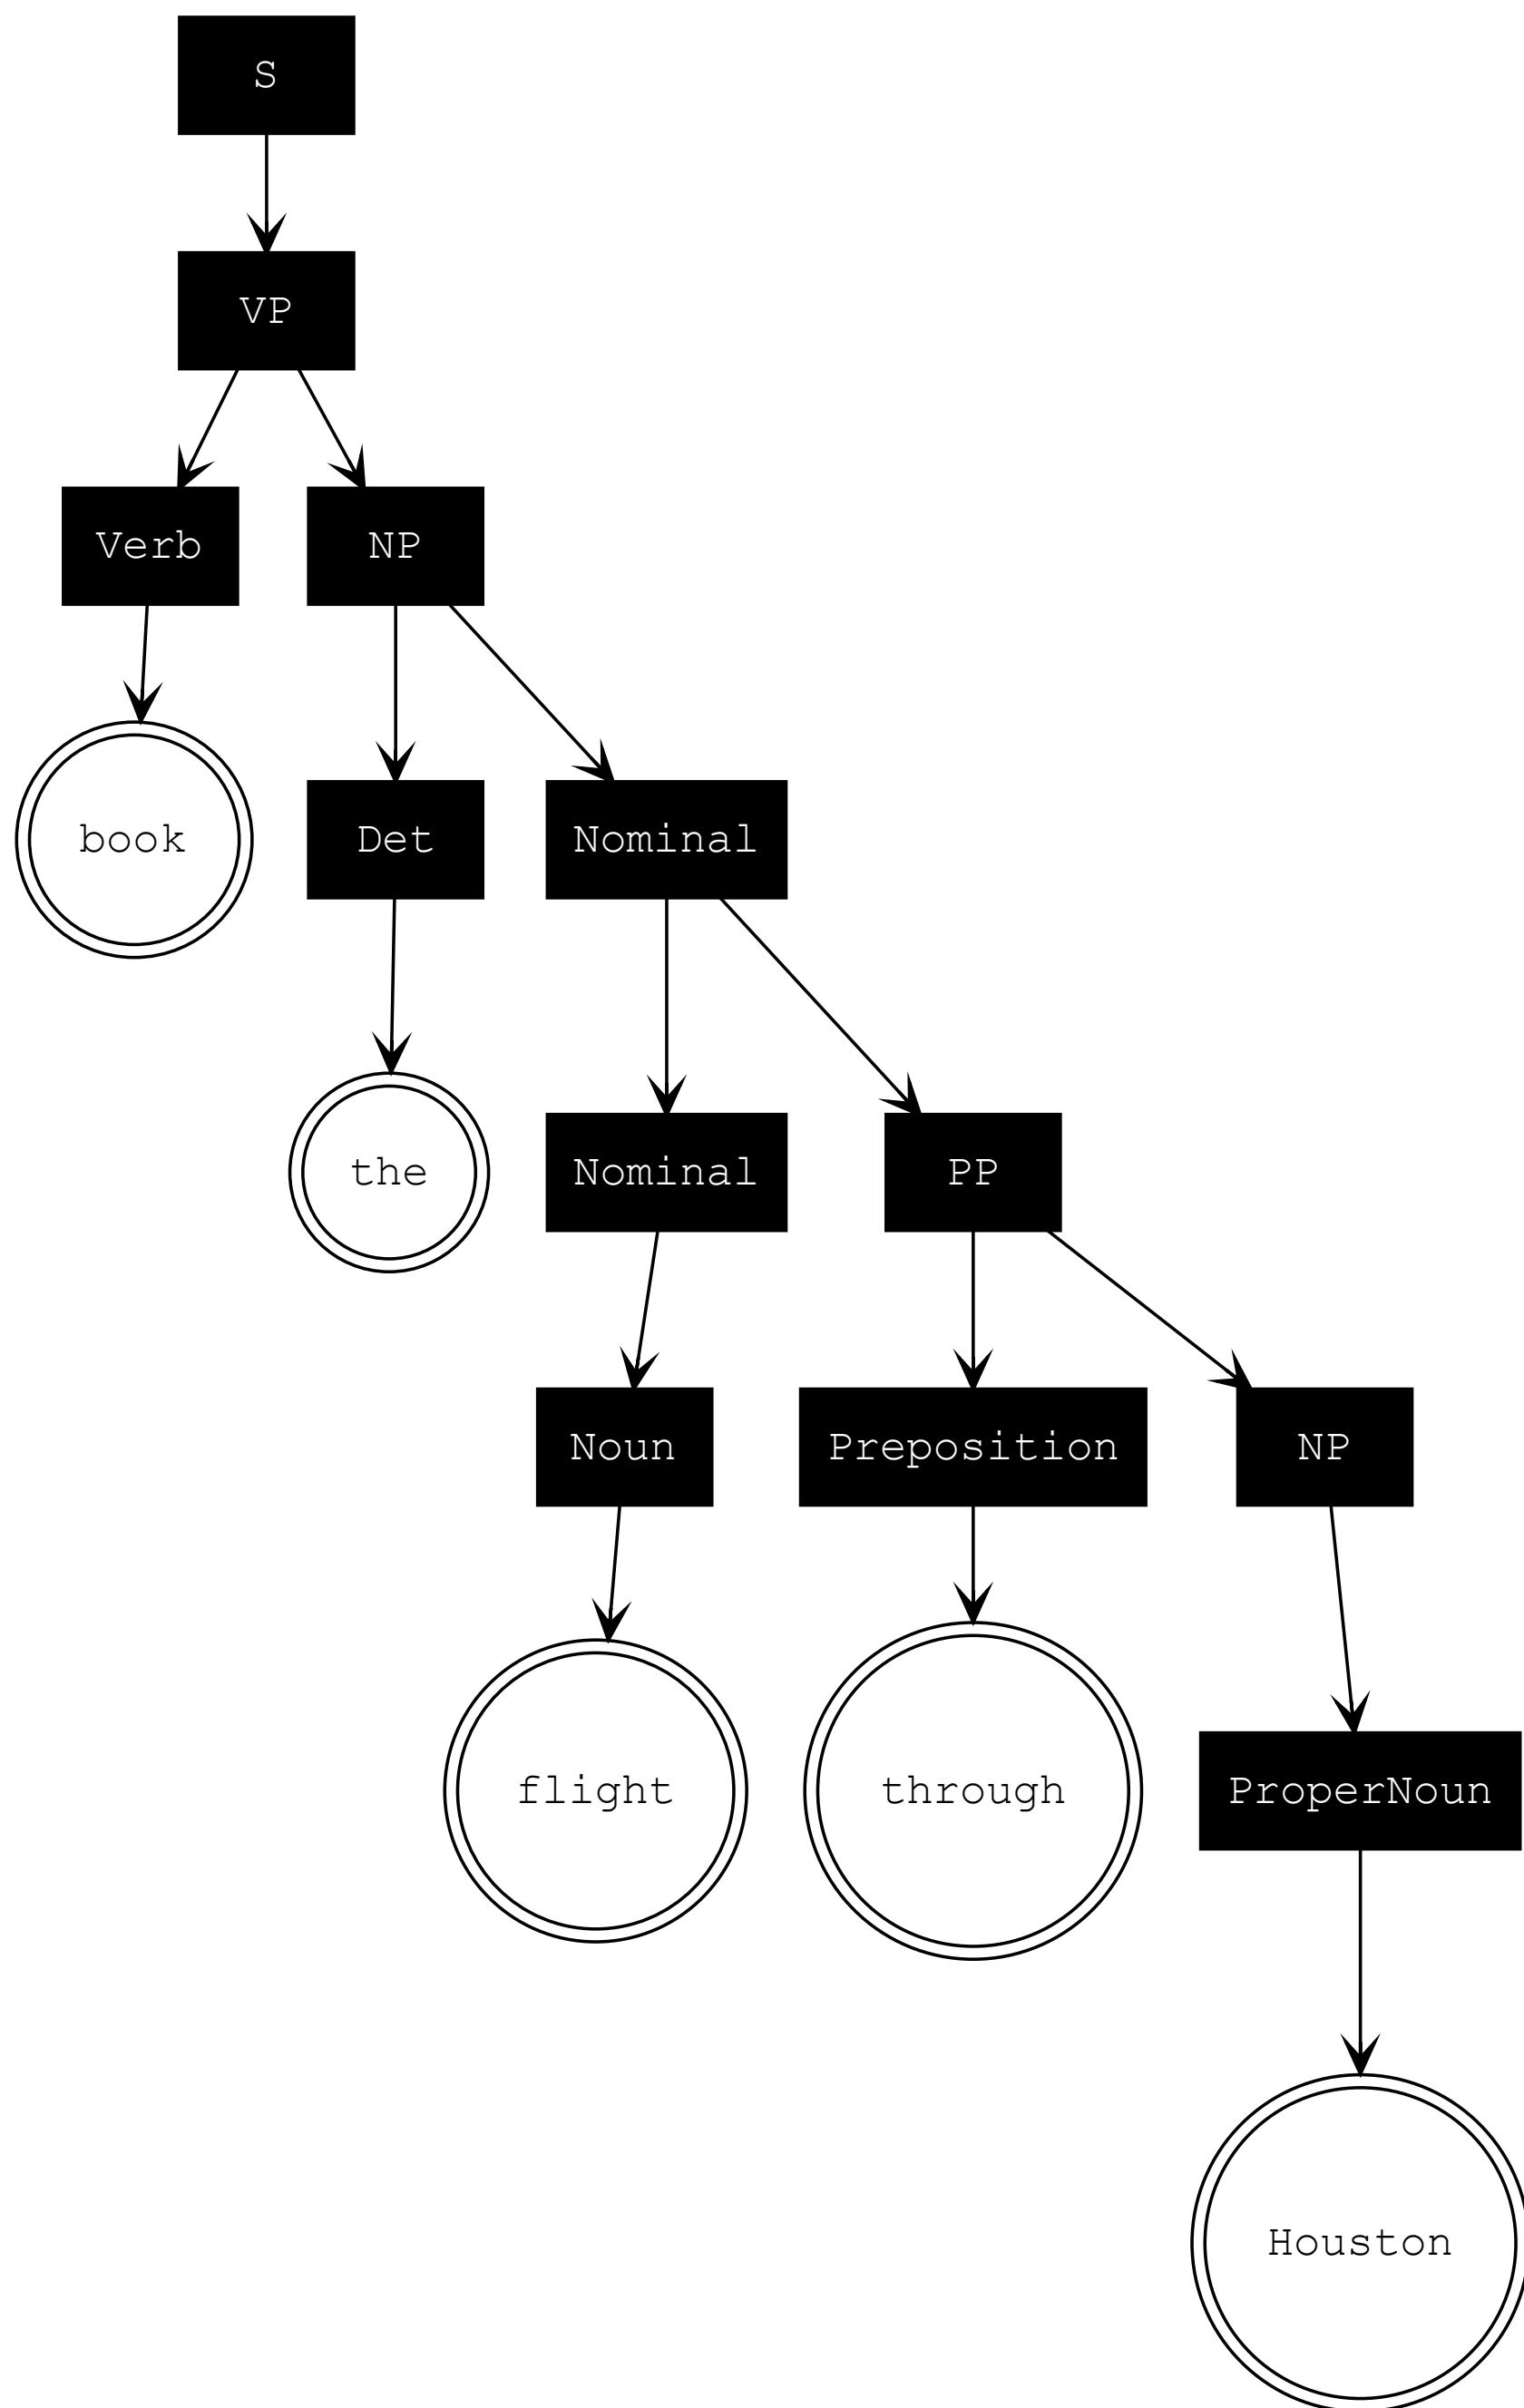 S
VP
Verb NP
book Det Nominal
the Nominal PP
Noun Preposition NP
flight through ProperNoun
Houston